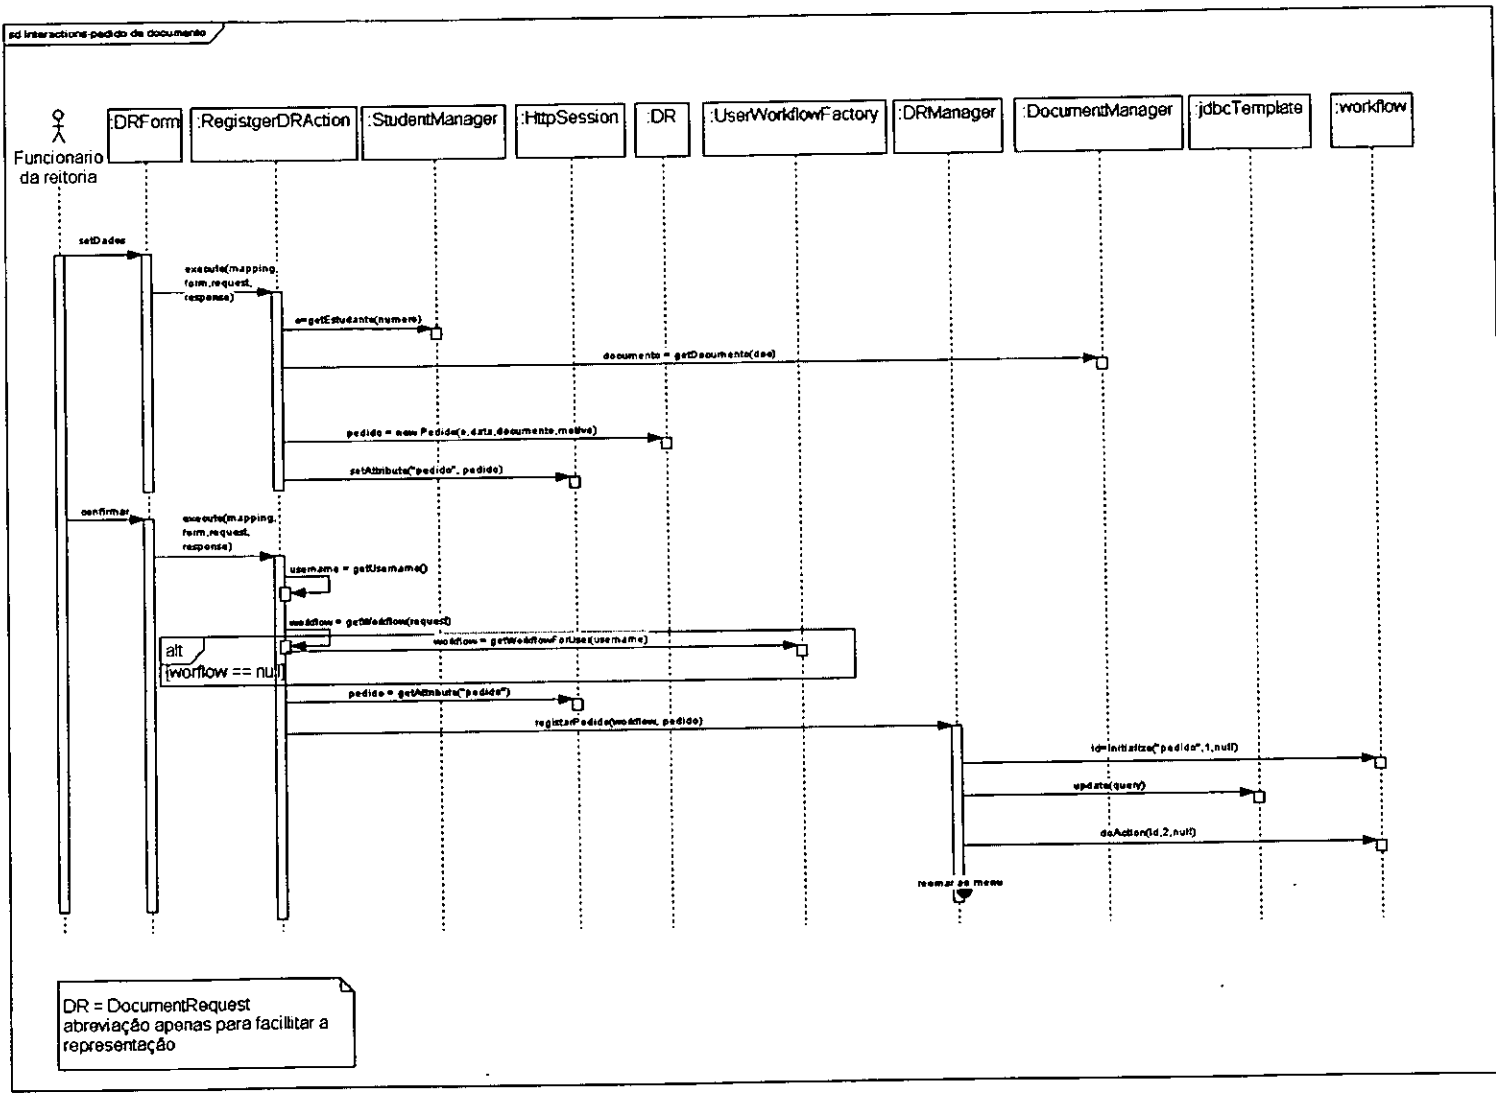 sd interactions-pedido de documento
Funcionario
da reitoria
:DRForm
:RegistgerDRAction
:StudentManager
:HttpSession
:DR
:UserWorkflowFactory
:DRManager
:DocumentManager
:jdbcTemplate
:workflow
setDados
execute(mapping,
form,request,
response)
e=getEstudante(numero)
documento = getDocumento(doc)
pedido = new Pedido(e,data,documento,motivo)
setAttribute("pedido", pedido)
confirmar
execute(mapping,
form,request,
response)
username = getUsername()
workflow = getWorkflow(request)
workflow = getWorkflowForUser(username)
alt
[worflow == null]
pedido = getAttribute("pedido")
registarPedido(workflow, pedido)
id=initialize("pedido",1,null)
update(query)
doAction(id,2,null)
ao menu
DR = DocumentRequest
abreviação apenas para facillitar a
representação